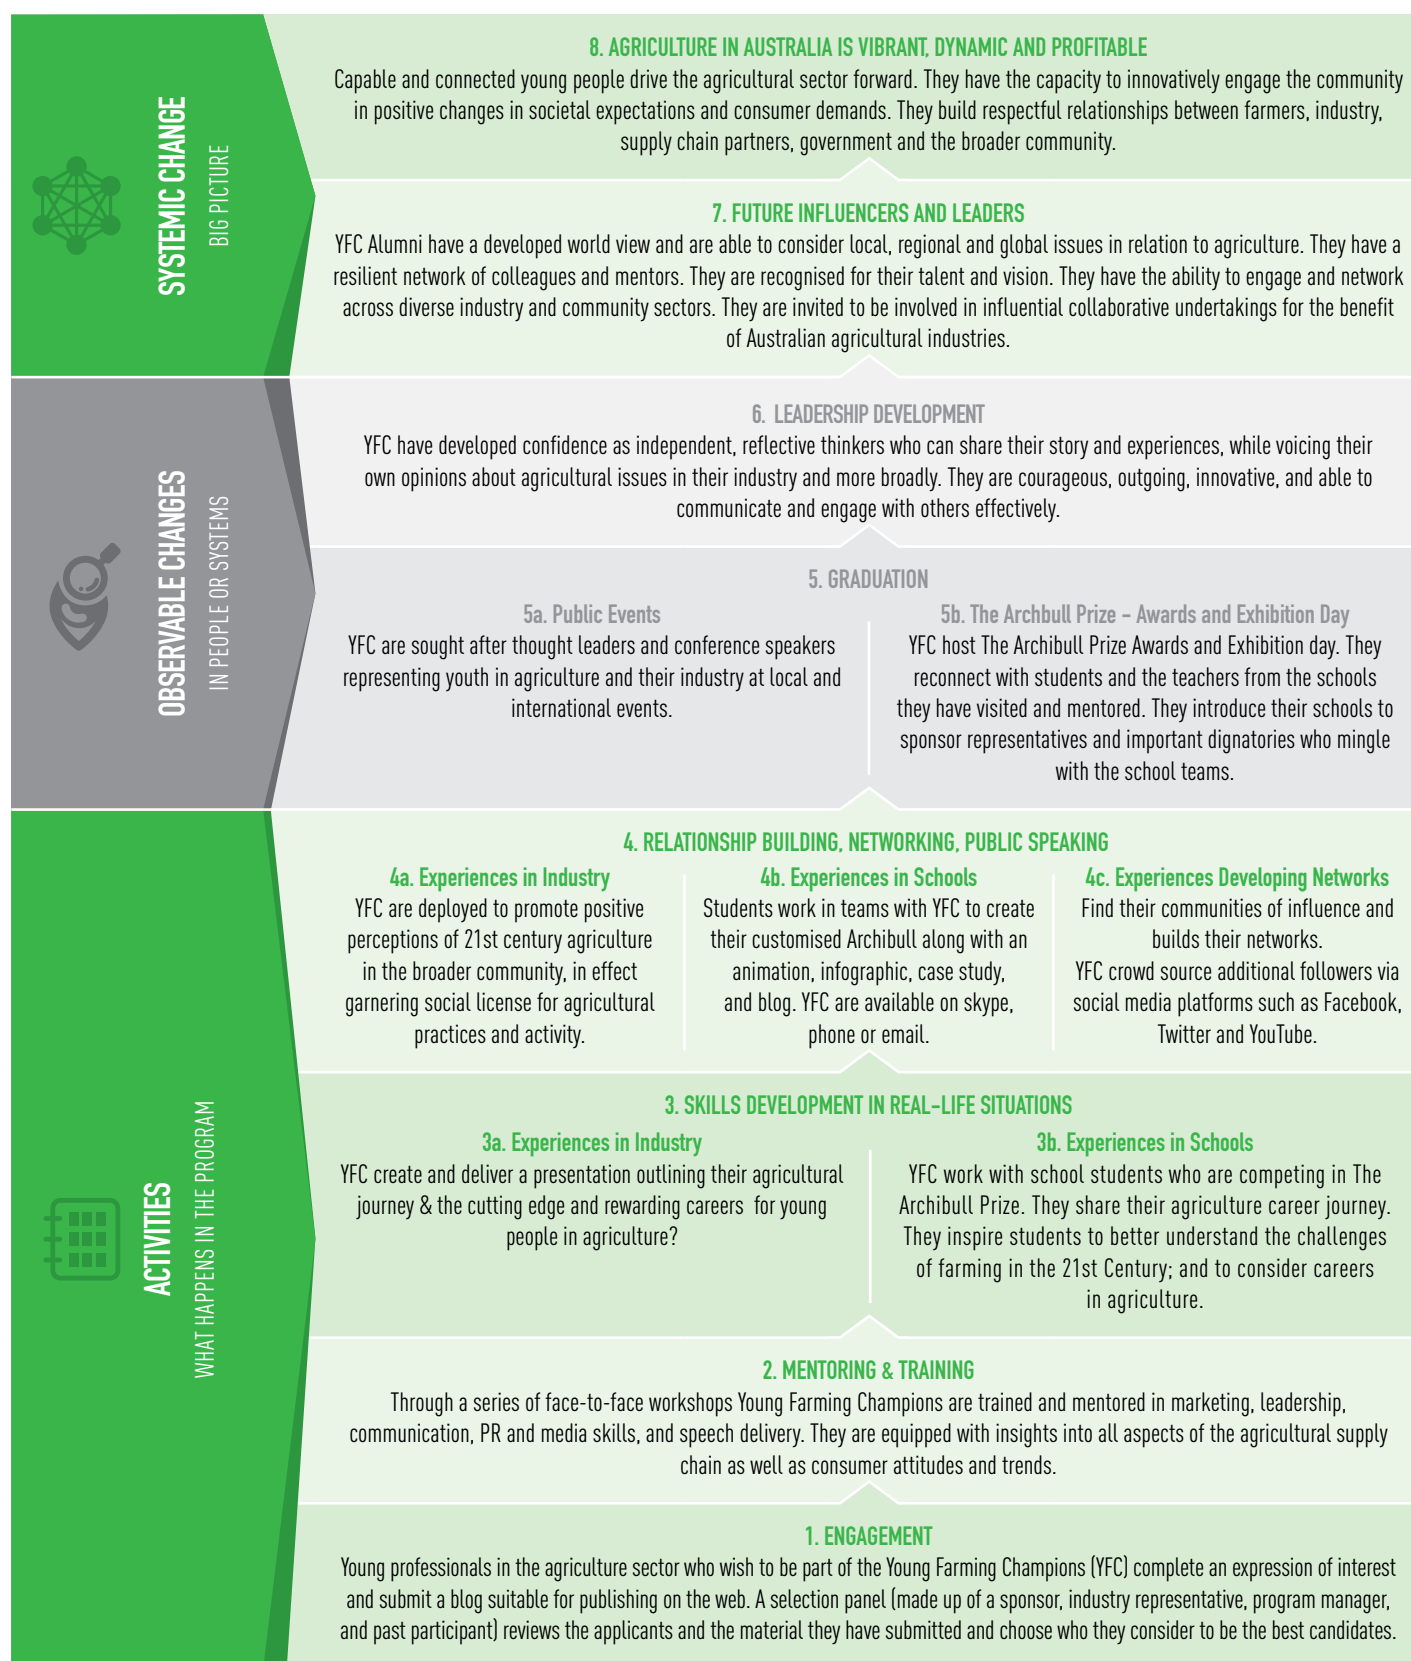 SYSTEMIC CHANGE
BIG PICTURE
8. AGRICULTURE IN AUSTRALIA IS VIBRANT, DYNAMIC AND PROFITABLE
Capable and connected young people drive the agricultural sector forward. They have the capacity to innovatively engage the community
in positive changes in societal expectations and consumer demands. They build respectful relationships between farmers, industry,
supply chain partners, government and the broader community.
7. FUTURE INFLUENCERS AND LEADERS
YFC Alumni have a developed world view and are able to consider local, regional and global issues in relation to agriculture. They have a
resilient network of colleagues and mentors. They are recognised for their talent and vision. They have the ability to engage and network
across diverse industry and community sectors. They are invited to be involved in influential collaborative undertakings for the benefit
of Australian agricultural industries.
OBSERVABLE CHANGES
IN PEOPLE OR SYSTEMS
6. LEADERSHIP DEVELOPMENT
YFC have developed confidence as independent, reflective thinkers who can share their story and experiences, while voicing their
own opinions about agricultural issues in their industry and more broadly. They are courageous, outgoing, innovative, and able to
communicate and engage with others effectively.
5. GRADUATION
5a. Public Events
YFC are sought after thought leaders and conference speakers
representing youth in agriculture and their industry at local and
international events.
5b. The Archbull Prize - Awards and Exhibition Day
YFC host The Archibull Prize Awards and Exhibition day. They
reconnect with students and the teachers from the schools
they have visited and mentored. They introduce their schools to
sponsor representatives and important dignatories who mingle
with the school teams.
ACTIVITIES
WHAT HAPPENS IN THE PROGRAM
4. RELATIONSHIP BUILDING, NETWORKING, PUBLIC SPEAKING
4a. Experiences in Industry
YFC are deployed to promote positive
perceptions of 21st century agriculture
in the broader community, in effect
garnering social license for agricultural
practices and activity.
4b. Experiences in Schools
Students work in teams with YFC to create
their customised Archibull along with an
animation, infographic, case study,
and blog. YFC are available on skype,
phone or email.
4c. Experiences Developing Networks
Find their communities of influence and
builds their networks.
YFC crowd source additional followers via
social media platforms such as Facebook,
Twitter and YouTube.
3. SKILLS DEVELOPMENT IN REAL-LIFE SITUATIONS
3a. Experiences in Industry
YFC create and deliver a presentation outlining their agricultural
journey & the cutting edge and rewarding careers for young
people in agriculture?
3b. Experiences in Schools
YFC work with school students who are competing in The
Archibull Prize. They share their agriculture career journey.
They inspire students to better understand the challenges
of farming in the 21st Century; and to consider careers
in agriculture.
2. MENTORING & TRAINING
Through a series of face-to-face workshops Young Farming Champions are trained and mentored in marketing, leadership,
communication, PR and media skills, and speech delivery. They are equipped with insights into all aspects of the agricultural supply
chain as well as consumer attitudes and trends.
1. ENGAGEMENT
Young professionals in the agriculture sector who wish to be part of the Young Farming Champions (YFC) complete an expression of interest
and submit a blog suitable for publishing on the web. A selection panel (made up of a sponsor, industry representative, program manager,
and past participant) reviews the applicants and the material they have submitted and choose who they consider to be the best candidates.